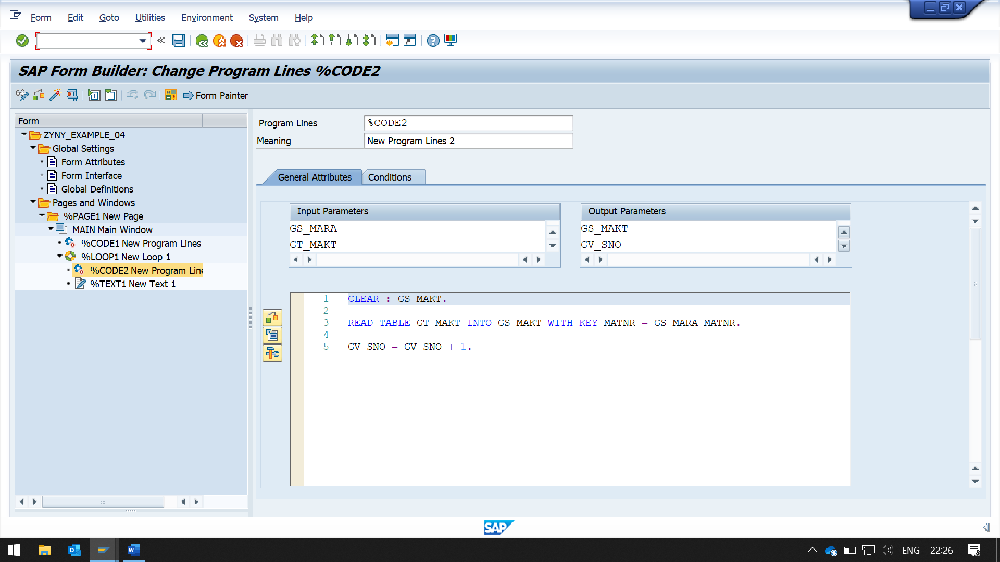 Form Edit Goto Utilities Environment System Help
SAP Form Builder: Change Program Lines %CODE2
Form Painter
Form
ZYNY_EXAMPLE_04
Global Settings
Form Attributes
Form Interface
Global Definitions
Pages and Windows
%PAGE1 New Page
MAIN Main Window
%CODE1 New Program Lines
%LOOP1 New Loop 1
%CODE2 New Program Line
%TEXT1 New Text 1
Program Lines %CODE2
Meaning New Program Lines 2
General Attributes Conditions
Input Parameters
GS_MARA
GT_MAKT
Output Parameters
GS_MAKT
GV_SNO
1 CLEAR : GS_MAKT.
2
3 READ TABLE GT_MAKT INTO GS_MAKT WITH KEY MATNR = GS_MARA-MATNR.
4
5 GV_SNO = GV_SNO + 1.
SAP
ENG 22:26